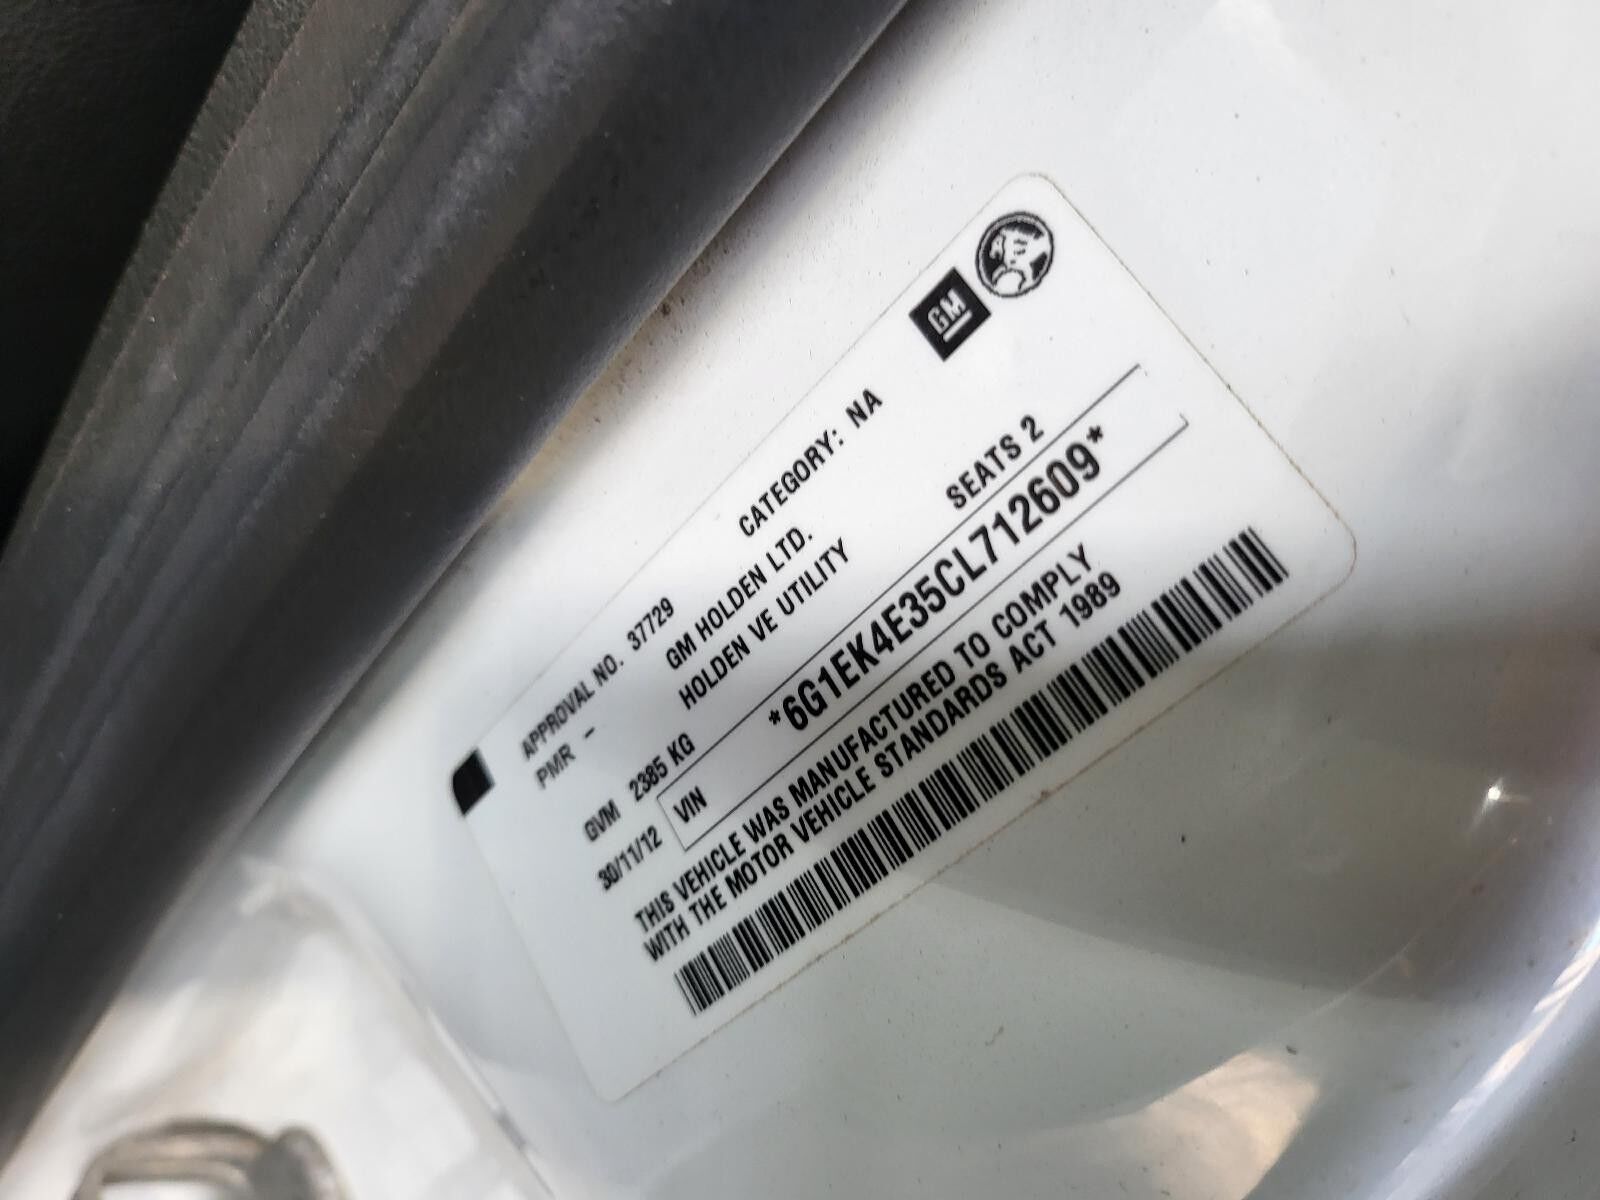 APPROVAL NO. 37729 CATEGORY: NA
PMR - GM HOLDEN LTD.
HOLDEN VE UTILITY
GVM 2385 KG SEATS 2
30/11/12 VIN *6G1EK4E35CL712609*
THIS VEHICLE WAS MANUFACTURED TO COMPLY
WITH THE MOTOR VEHICLE STANDARDS ACT 1989
GM